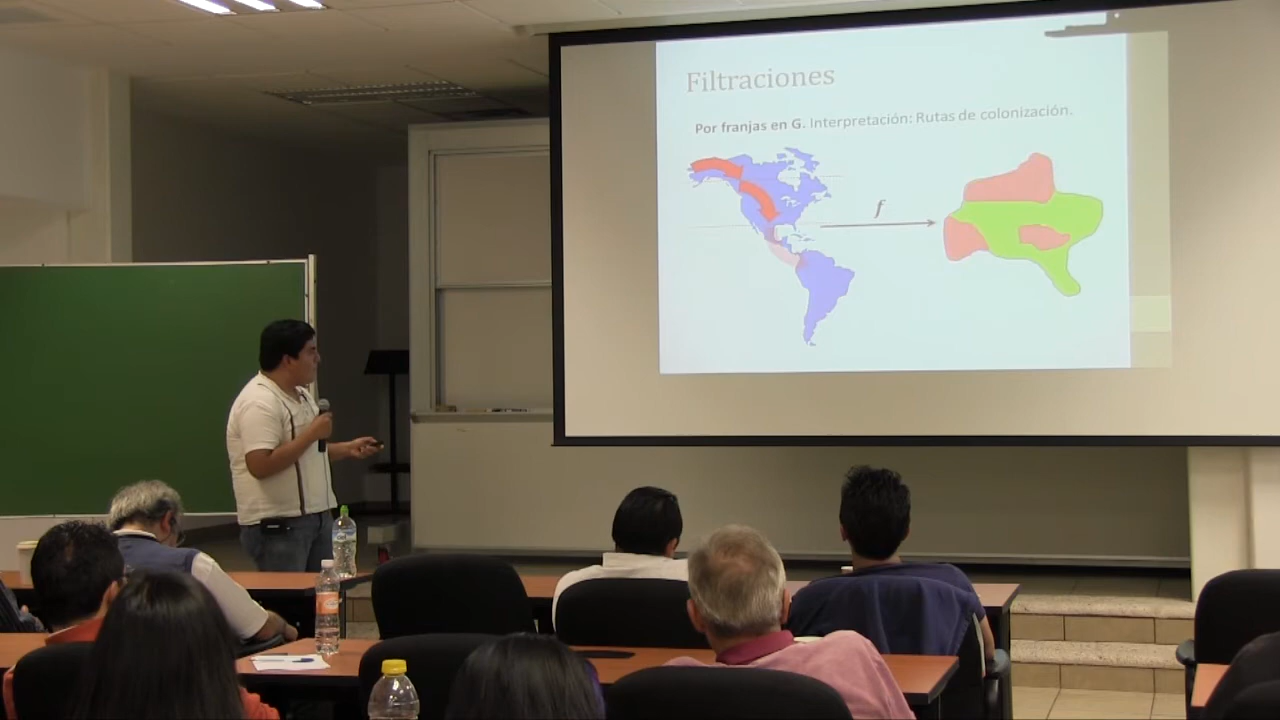 Filtraciones
Por franjas en G. Interpretación: Rutas de colonización.
f